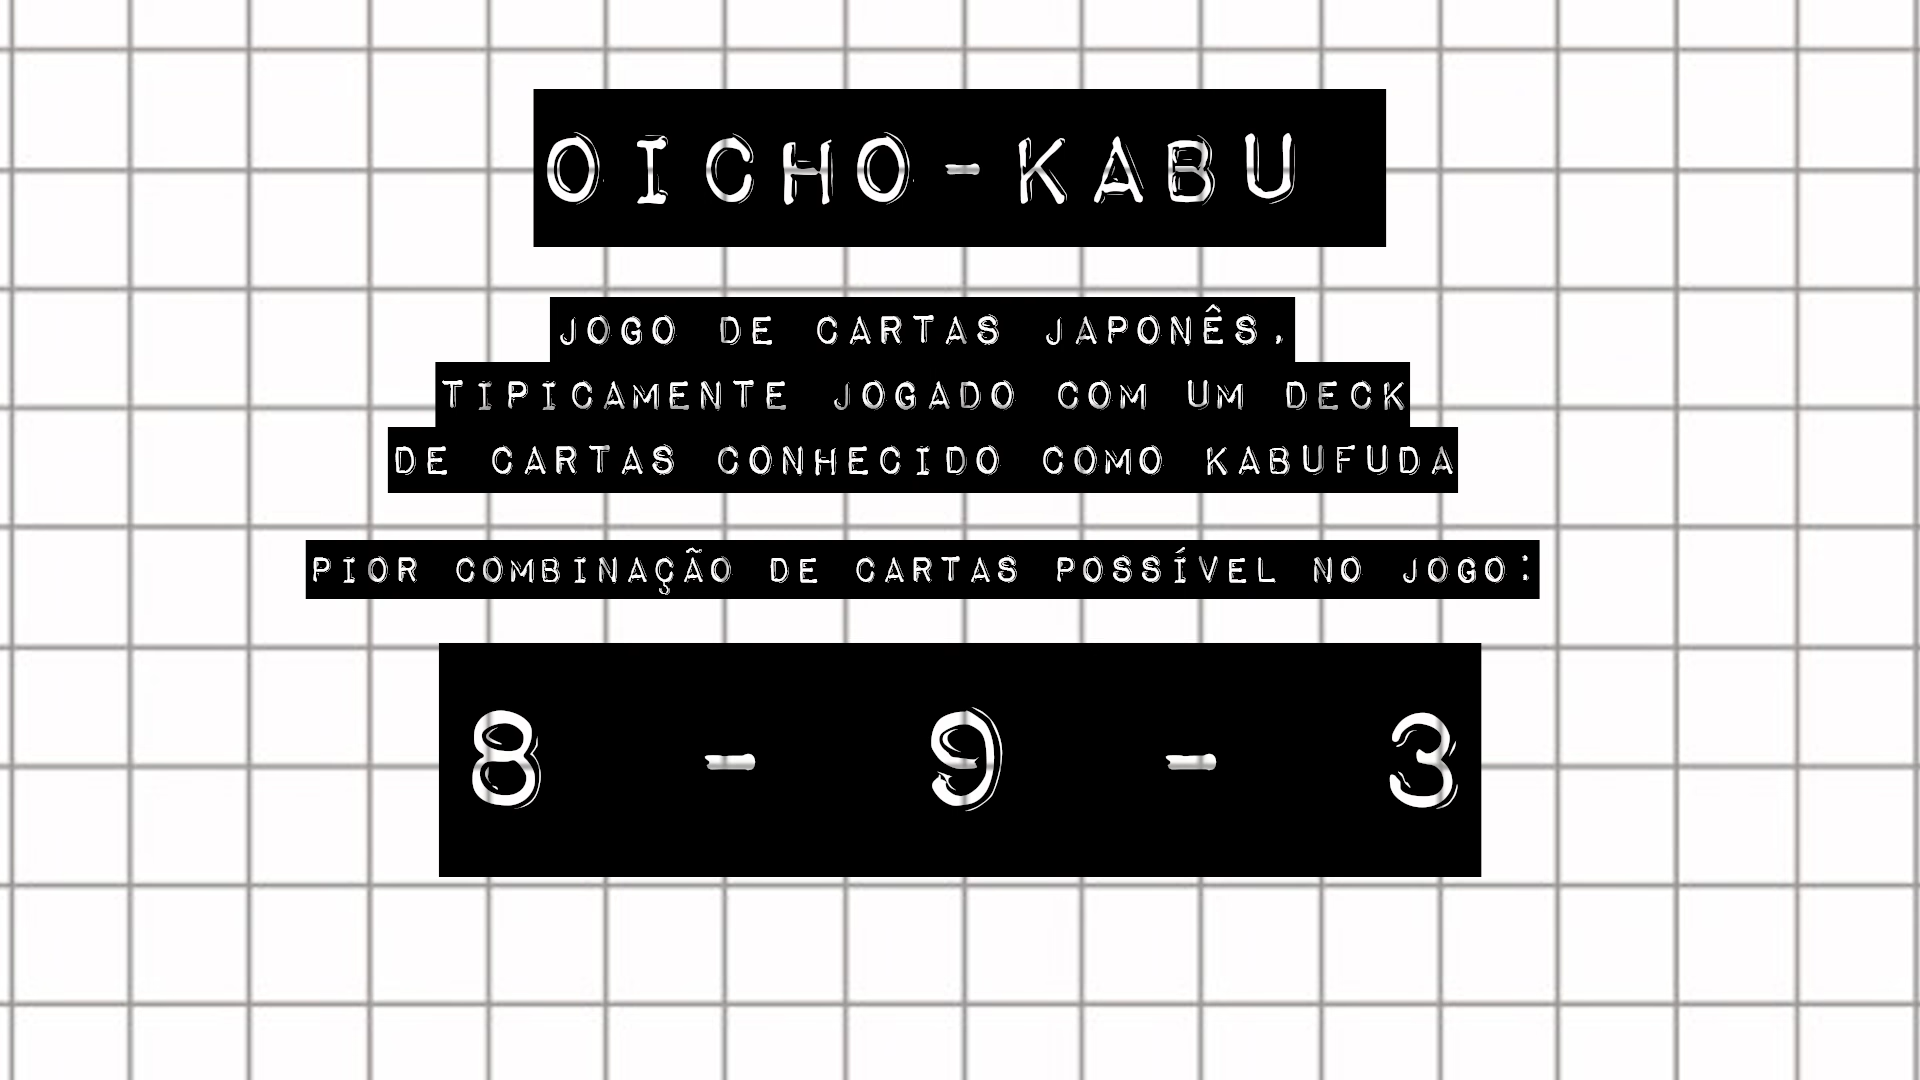 OICHO-KABU
JOGO DE CARTAS JAPONÊS.
TIPICAMENTE JOGADO COM UM DECK
DE CARTAS CONHECIDO COMO KABUFUDA
PIOR COMBINAÇÃO DE CARTAS POSSÍVEL NO JOGO:
8 - 9 - 3